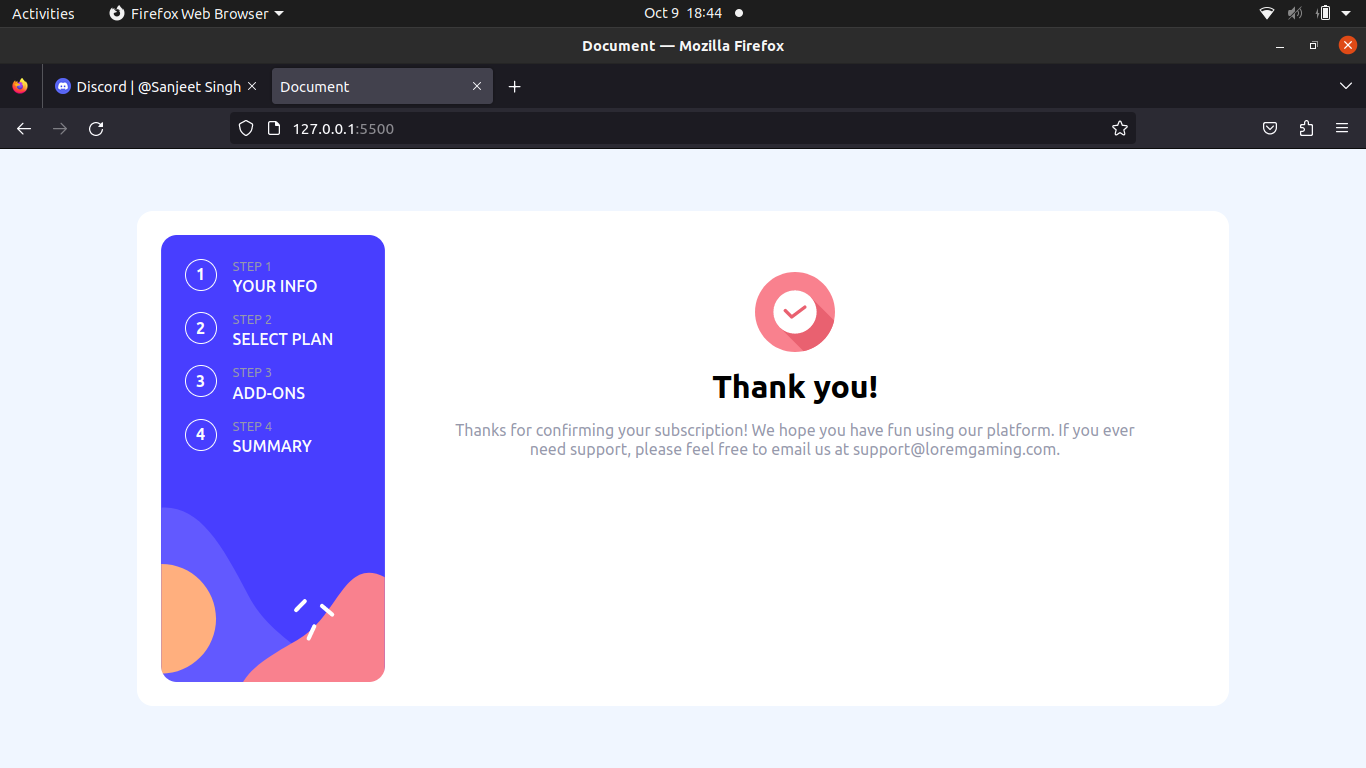 Activities
Firefox Web Browser
Oct 9 18:44
Document — Mozilla Firefox
Discord | @Sanjeet Singh
Document
127.0.0.1:5500
1
STEP 1
YOUR INFO
2
STEP 2
SELECT PLAN
3
STEP 3
ADD-ONS
4
STEP 4
SUMMARY
Thank you!
Thanks for confirming your subscription! We hope you have fun using our platform. If you ever
need support, please feel free to email us at support@loremgaming.com.